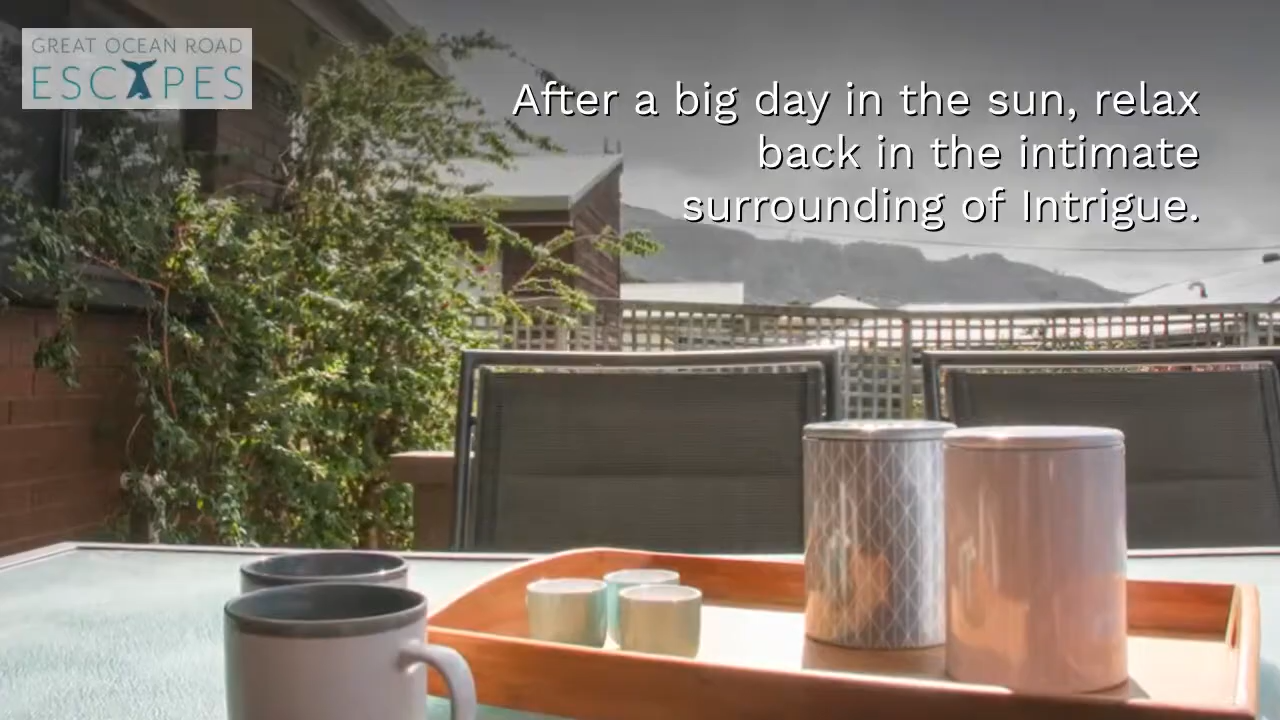 GREAT OCEAN ROAD
ESCAPES
After a big day in the sun, relax
back in the intimate
surrounding of Intrigue.